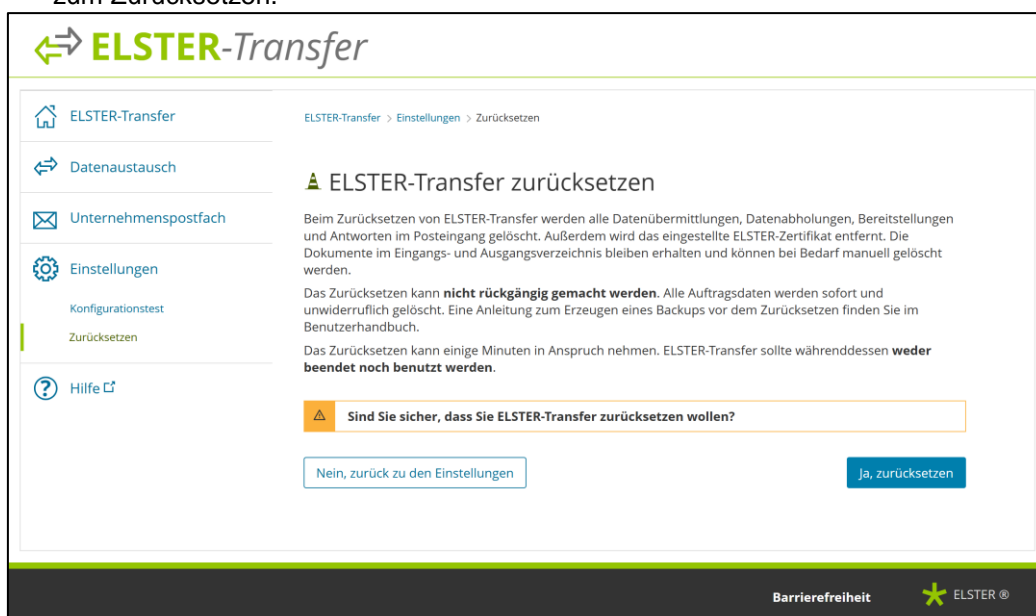 zum Zurücksetzen.
ELSTER-Transfer
ELSTER-Transfer
Datenaustausch
Unternehmenspostfach
Einstellungen
Konfigurationstest
Zurücksetzen
Hilfe
ELSTER-Transfer > Einstellungen > Zurücksetzen
ELSTER-Transfer zurücksetzen
Beim Zurücksetzen von ELSTER-Transfer werden alle Datenübermittlungen, Datenabholungen, Bereitstellungen
und Antworten im Posteingang gelöscht. Außerdem wird das eingestellte ELSTER-Zertifikat entfernt. Die
Dokumente im Eingangs- und Ausgangsverzeichnis bleiben erhalten und können bei Bedarf manuell gelöscht
werden.
Das Zurücksetzen kann nicht rückgängig gemacht werden. Alle Auftragsdaten werden sofort und
unwiderruflich gelöscht. Eine Anleitung zum Erzeugen eines Backups vor dem Zurücksetzen finden Sie im
Benutzerhandbuch.
Das Zurücksetzen kann einige Minuten in Anspruch nehmen. ELSTER-Transfer sollte währenddessen weder
beendet noch benutzt werden.
Sind Sie sicher, dass Sie ELSTER-Transfer zurücksetzen wollen?
Nein, zurück zu den Einstellungen
Ja, zurücksetzen
Barrierefreiheit
ELSTER ®